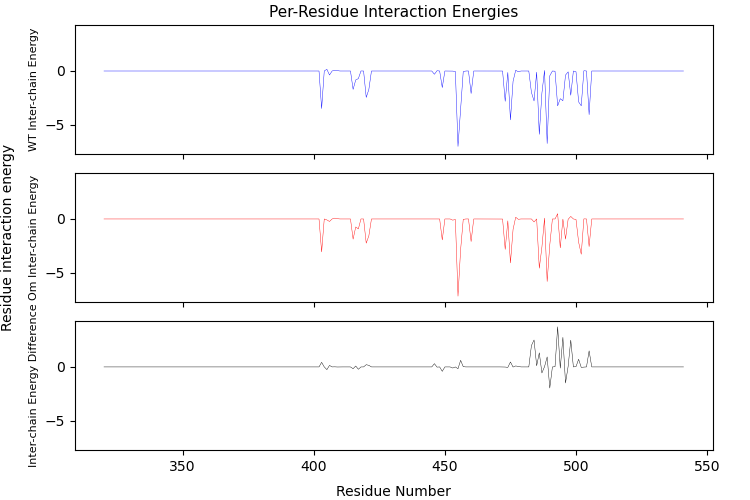 Per-Residue Interaction Energies
Residue interaction energy
WT Inter-chain Energy
0
−5
Om Inter-chain Energy
0
−5
Inter-chain Energy Difference
0
−5
350
400
450
500
550
Residue Number